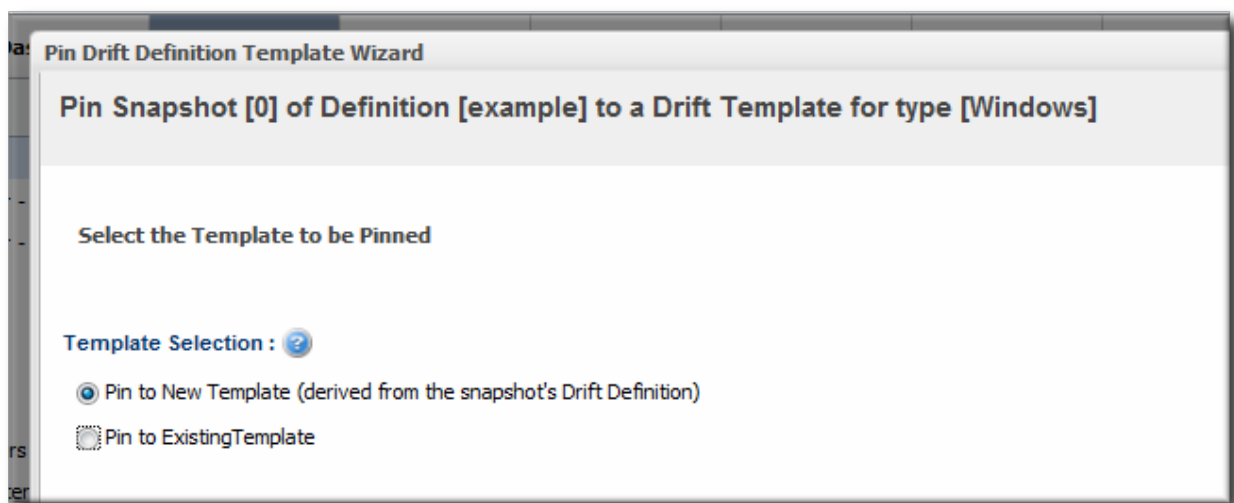 Pin Drift Definition Template Wizard
Pin Snapshot [0] of Definition [example] to a Drift Template for type [Windows]
Select the Template to be Pinned
Template Selection :
Pin to New Template (derived from the snapshot's Drift Definition)
Pin to ExistingTemplate